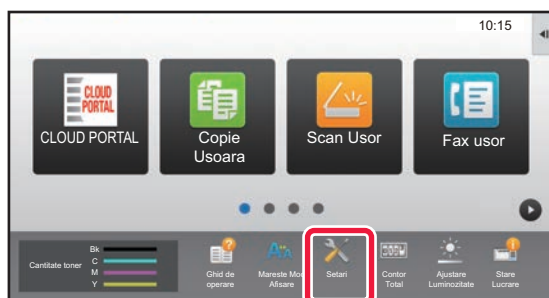 10:15
CLOUD
PORTAL
CLOUD PORTAL
Copie
Usoara
Scan Usor
Fax usor
Cantitate toner
Bk
C
M
Y
Ghid de
operare
Mareste Mod
Afisare
Setari
Contor
Total
Ajustare
Luminozitate
Stare
Lucrare